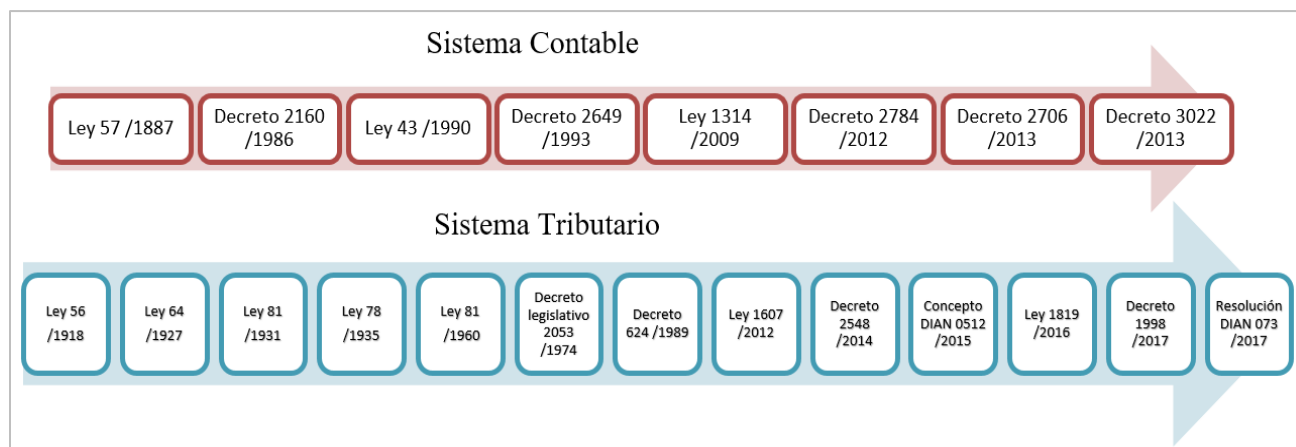 Sistema Contable
Ley 57 /1887
Decreto 2160
/1986
Ley 43 /1990
Decreto 2649
/1993
Ley 1314
/2009
Decreto 2784
/2012
Decreto 2706
/2013
Decreto 3022
/2013
Sistema Tributario
Ley 56
/1918
Ley 64
/1927
Ley 81
/1931
Ley 78
/1935
Ley 81
/1960
Decreto
legislativo
2053
/1974
Decreto
624 /1989
Ley 1607
/2012
Decreto
2548
/2014
Concepto
DIAN 0512
/2015
Ley 1819
/2016
Decreto
1998
/2017
Resolución
DIAN 073
/2017